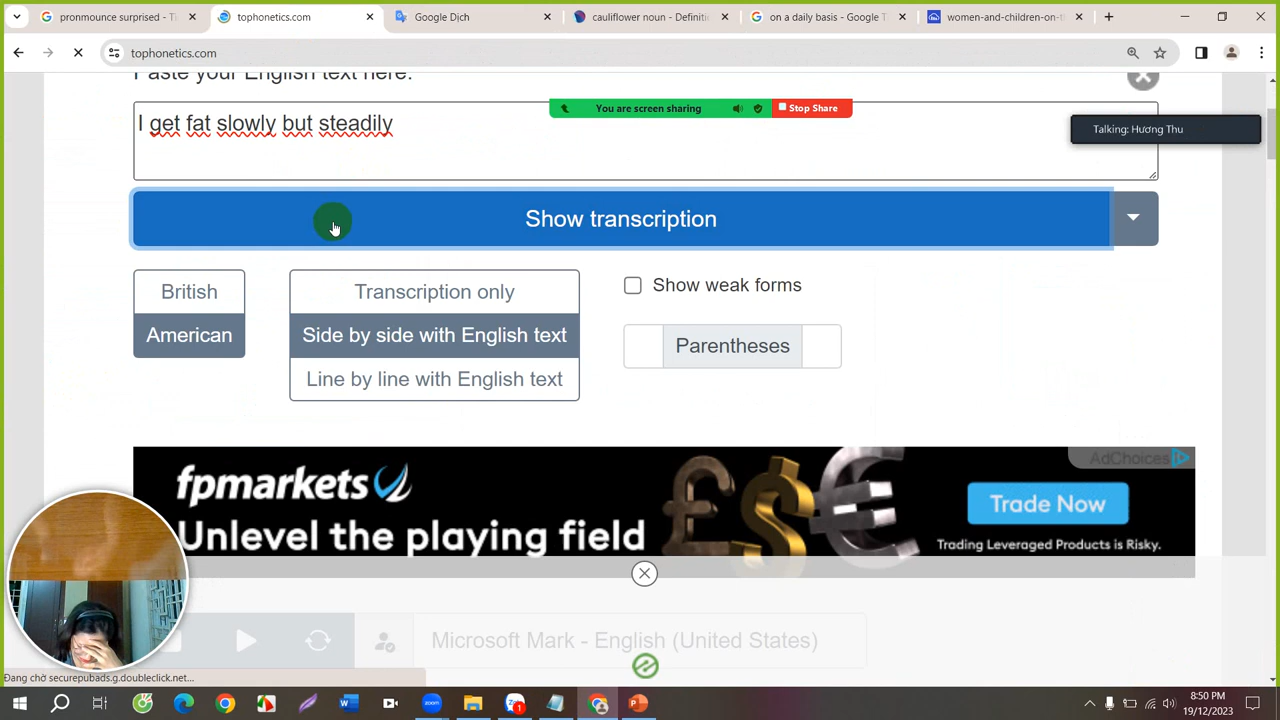 pronmounce surprised - Ti
tophonetics.com
Google Dịch
cauliflower noun - Definiti
on a daily basis - Google T
women-and-children-on-t
tophonetics.com
Paste your English text here:
You are screen sharing
Stop Share
I get fat slowly but steadily
Talking: Hương Thu
Show transcription
British
Transcription only
Show weak forms
American
Side by side with English text
Parentheses
Line by line with English text
AdChoices
fpmarkets
Unlevel the playing field
Trade Now
Trading Leveraged Products is Risky.
Microsoft Mark - English (United States)
Đang chờ securepubads.g.doubleclick.net...
zoom
1
8:50 PM
19/12/2023